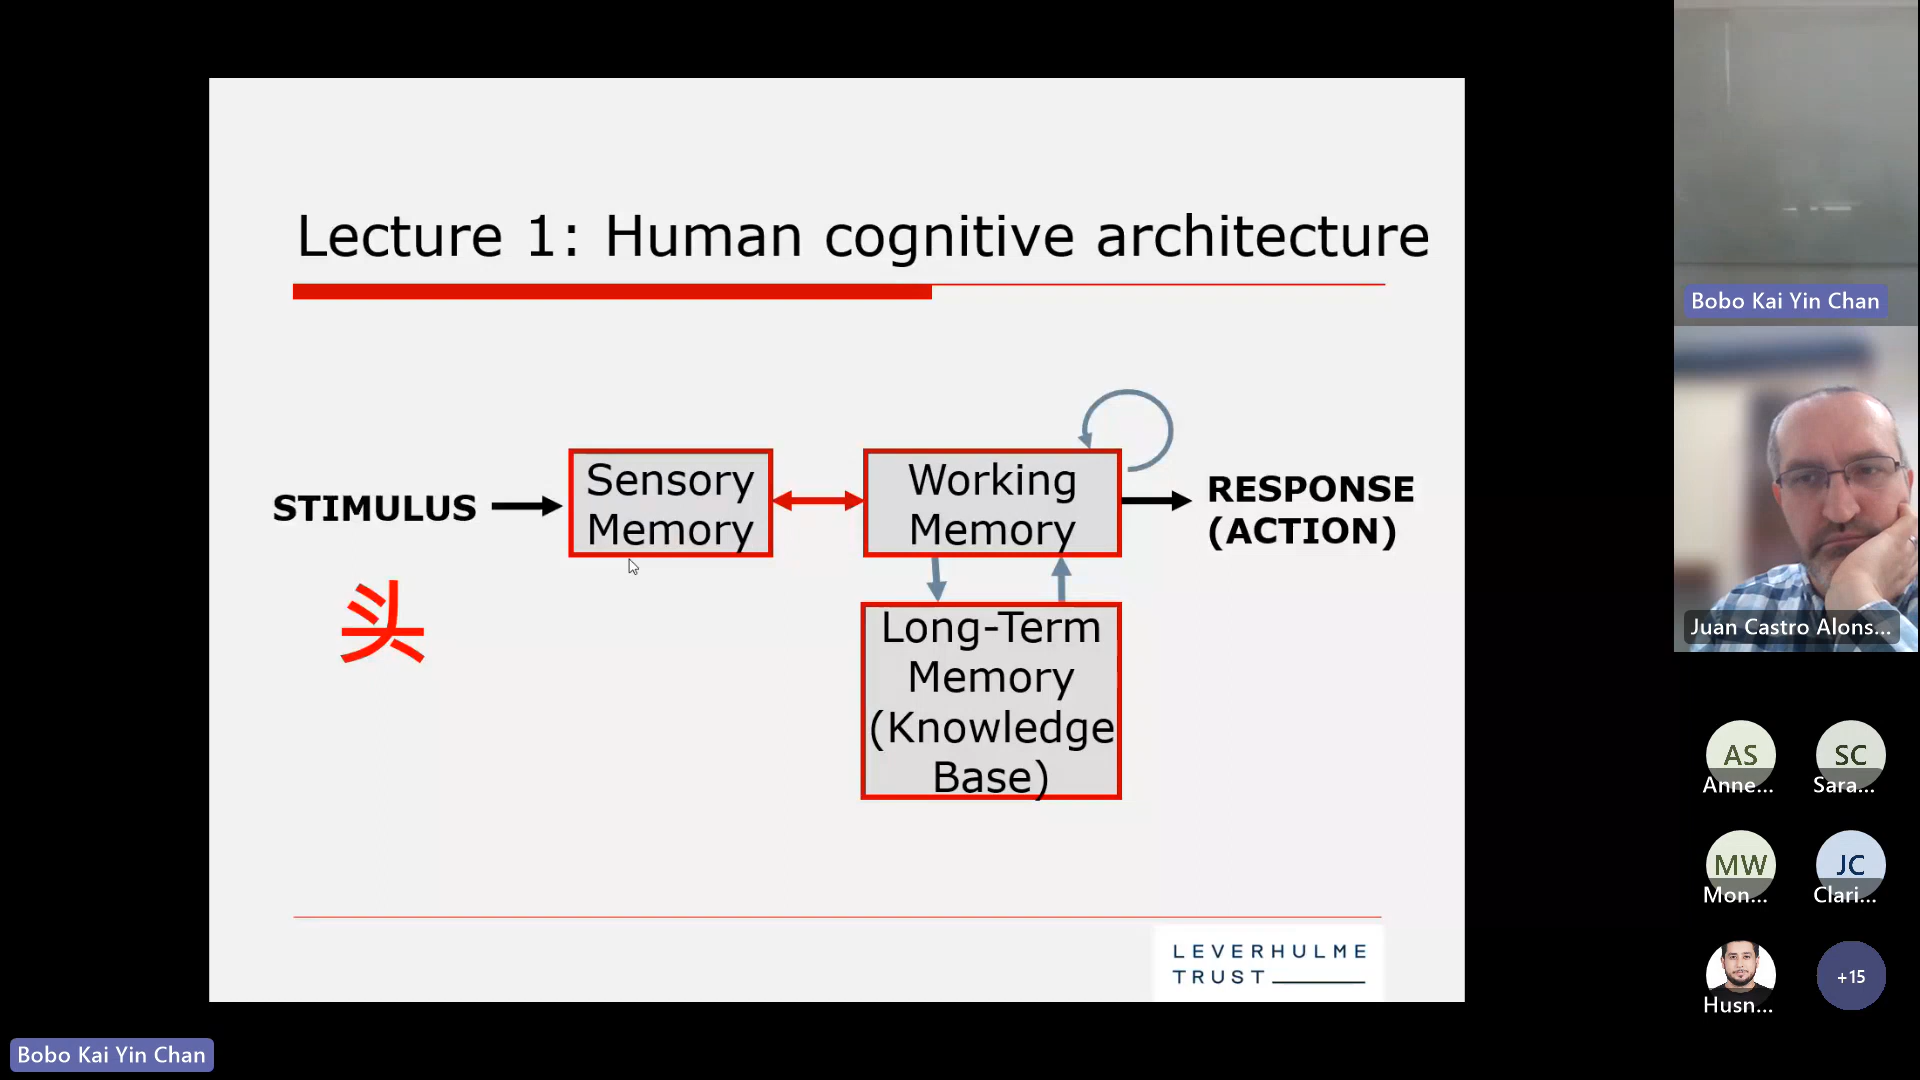 Lecture 1: Human cognitive architecture
STIMULUS
Sensory
Memory
Working
Memory
RESPONSE
(ACTION)
头
Long-Term
Memory
(Knowledge
Base)
LEVERHULME
TRUST
Bobo Kai Yin Chan
Juan Castro Alons...
AS
Anne...
SC
Sara...
MW
Mon...
JC
Clari...
Husn...
+15
Bobo Kai Yin Chan